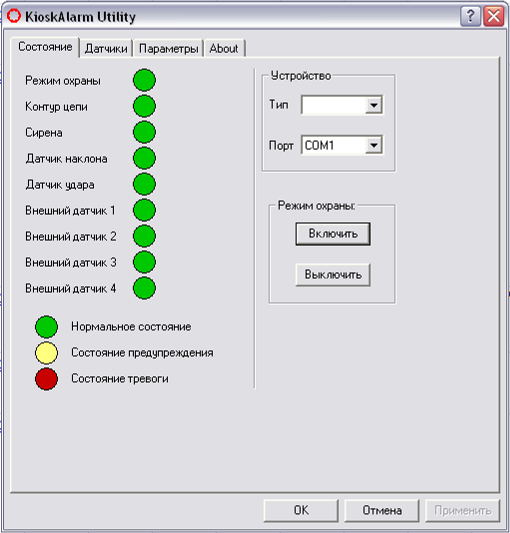 KioskAlarm Utility
Состояние Датчики Параметры About
Режим охраны
Контур цепи
Сирена
Датчик наклона
Датчик удара
Внешний датчик 1
Внешний датчик 2
Внешний датчик 3
Внешний датчик 4
Нормальное состояние
Состояние предупреждения
Состояние тревоги
Устройство
Тип
Порт COM1
Режим охраны:
Включить
Выключить
OK Отмена Применить